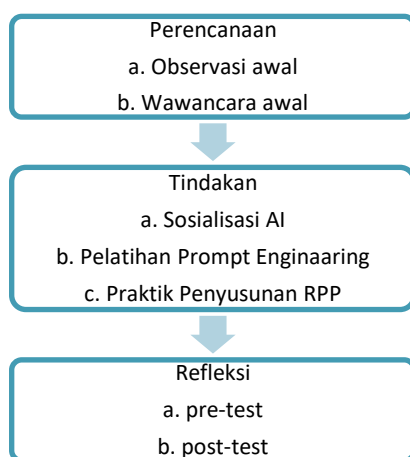 Perencanaan
a. Observasi awal
b. Wawancara awal
Tindakan
a. Sosialisasi AI
b. Pelatihan Prompt Enginaaring
c. Praktik Penyusunan RPP
Refleksi
a. pre-test
b. post-test